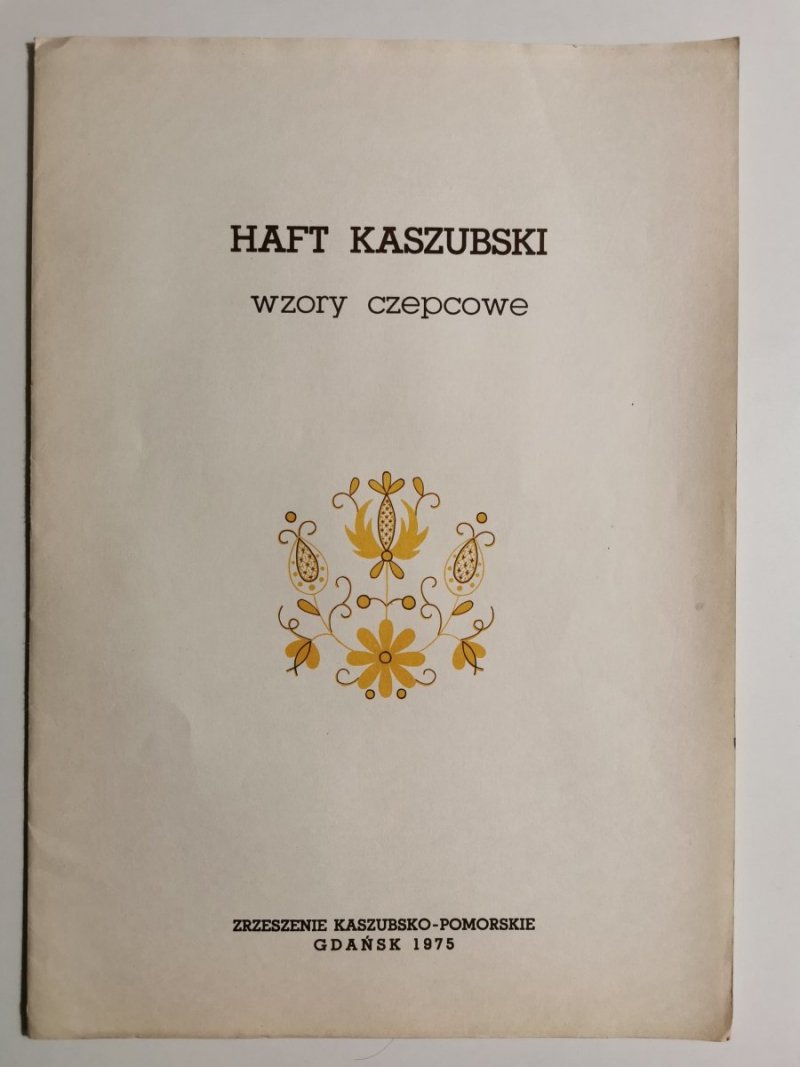 HAFT KASZUBSKI
wzory czepcowe
ZRZESZENIE KASZUBSKO-POMORSKIE
GDAŃSK 1975